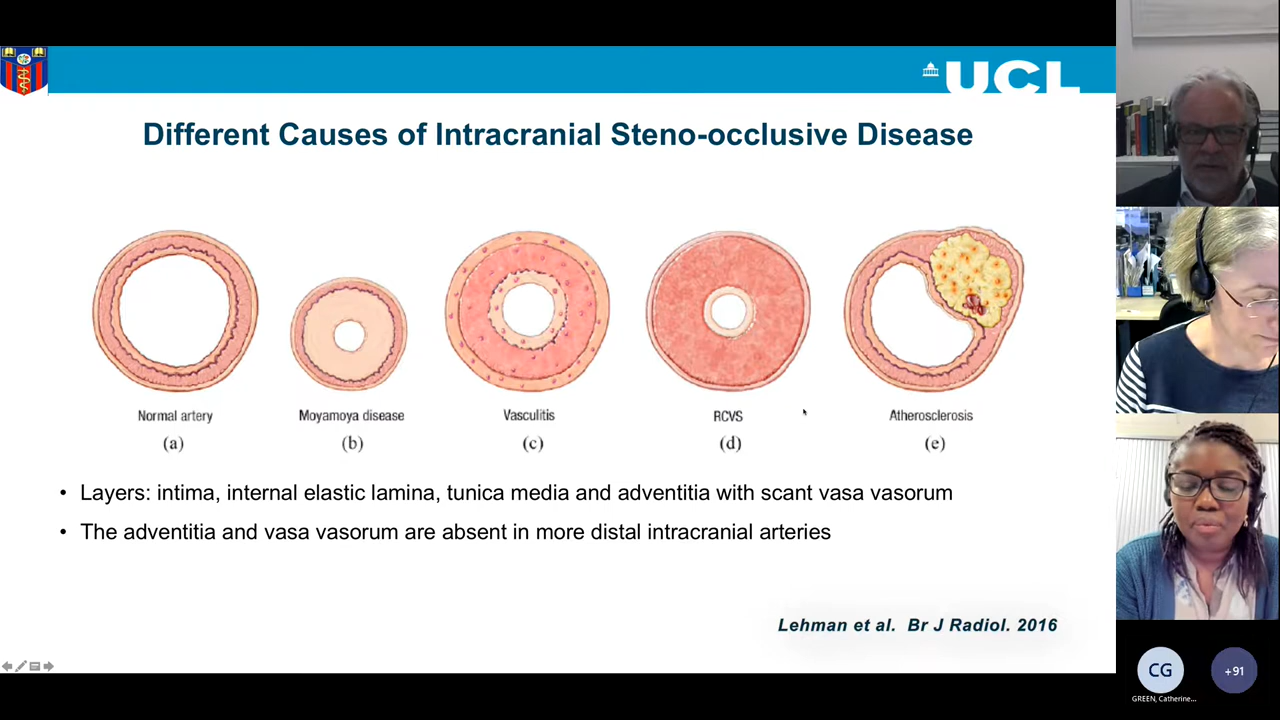 UCL
Different Causes of Intracranial Steno-occlusive Disease
Normal artery
Moyamoya disease
Vasculitis
RCVS
Atherosclerosis
(a)
(b)
(c)
(d)
(e)
• Layers: intima, internal elastic lamina, tunica media and adventitia with scant vasa vasorum
• The adventitia and vasa vasorum are absent in more distal intracranial arteries
Lehman et al. Br J Radiol. 2016
CG
+91
GREEN, Catherine...